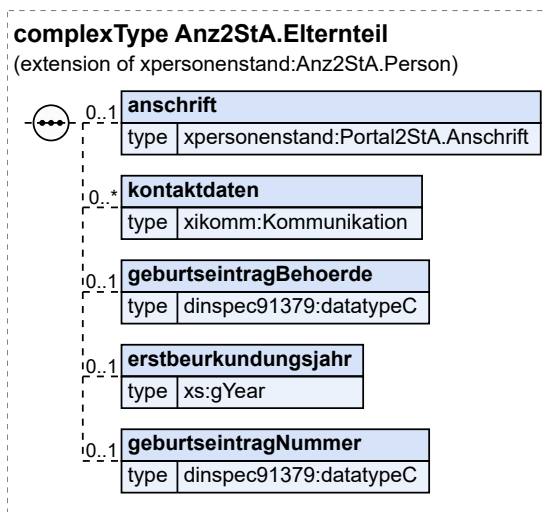 complexType Anz2StA.Elternteil
(extension of xpersonenstand:Anz2StA.Person)
0..1 anschrift
type xpersonenstand:Portal2StA.Anschrift
0..* kontaktdaten
type xikomm:Kommunikation
0..1 geburtseintragBehoerde
type dinspec91379:datatypeC
0..1 erstbeurkundungsjahr
type xs:gYear
0..1 geburtseintragNummer
type dinspec91379:datatypeC